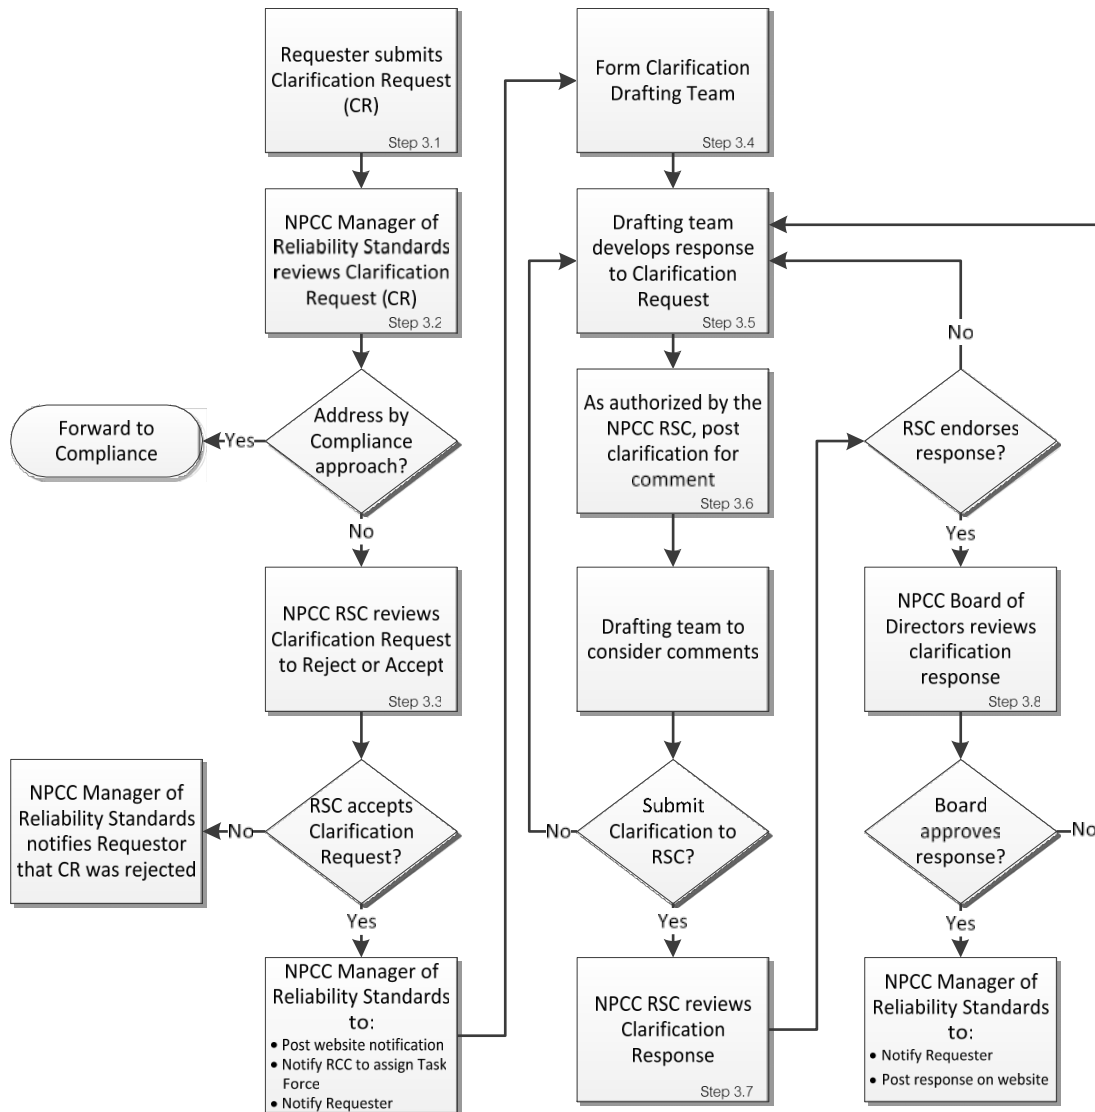 Requester submits
Clarification Request
(CR)
Step 3.1
NPCC Manager of
Reliability Standards
reviews Clarification
Request (CR)
Step 3.2
Address by
Compliance
approach?
Yes
Forward to
Compliance
No
NPCC RSC reviews
Clarification Request
to Reject or Accept
Step 3.3
RSC accepts
Clarification
Request?
No
NPCC Manager of
Reliability Standards
notifies Requestor
that CR was rejected
Yes
NPCC Manager of
Reliability Standards
to:
• Post website notification
• Notify RCC to assign Task
Force
• Notify Requester
Form Clarification
Drafting Team
Step 3.4
Drafting team
develops response
to Clarification
Request
Step 3.5
As authorized by the
NPCC RSC, post
clarification for
comment
Step 3.6
Drafting team to
consider comments
Submit
Clarification to
RSC?
No
Yes
NPCC RSC reviews
Clarification
Response
Step 3.7
No
RSC endorses
response?
Yes
NPCC Board of
Directors reviews
clarification
response
Step 3.8
Board
approves
response?
No
Yes
NPCC Manager of
Reliability Standards
to:
• Notify Requester
• Post response on website